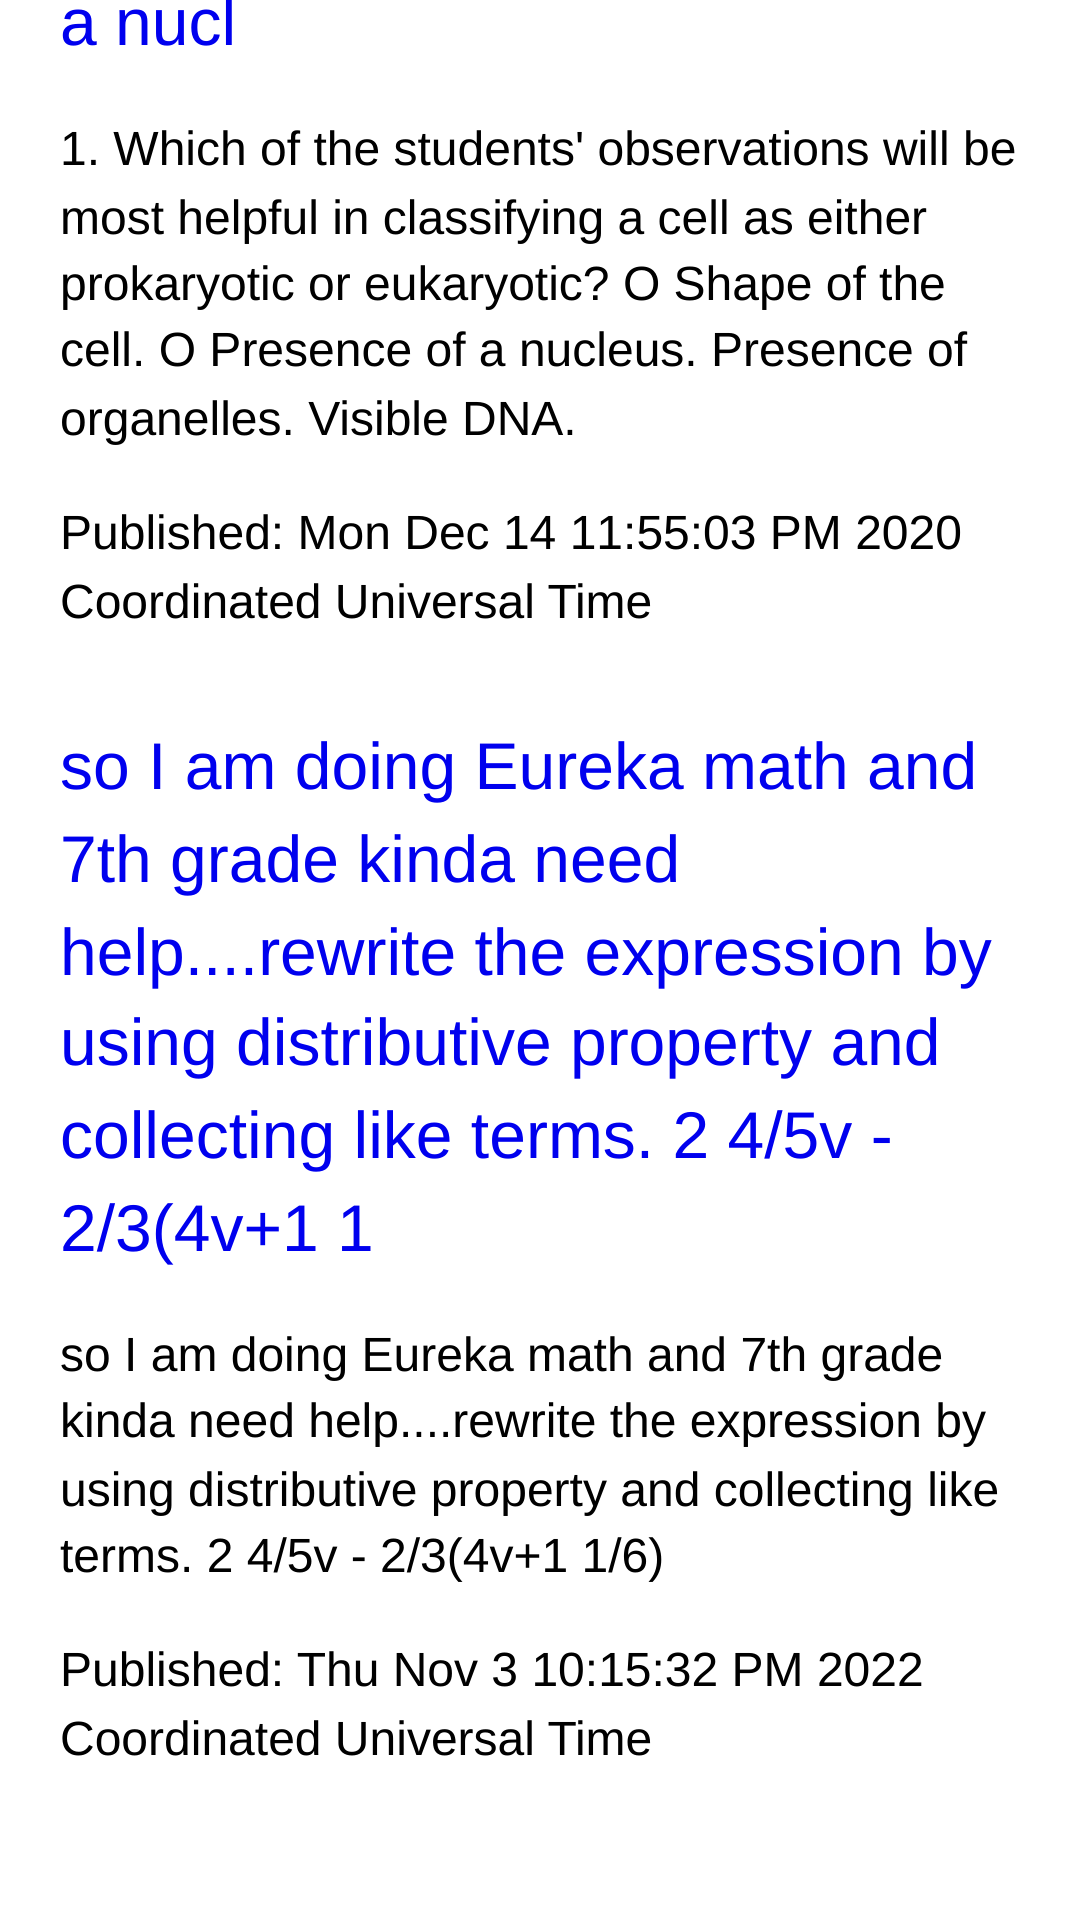 a nucl
1. Which of the students' observations will be
most helpful in classifying a cell as either
prokaryotic or eukaryotic? O Shape of the
cell. O Presence of a nucleus. Presence of
organelles. Visible DNA.
Published: Mon Dec 14 11:55:03 PM 2020
Coordinated Universal Time
so I am doing Eureka math and
7th grade kinda need
help....rewrite the expression by
using distributive property and
collecting like terms. 2 4/5v -
2/3(4v+1 1
so I am doing Eureka math and 7th grade
kinda need help....rewrite the expression by
using distributive property and collecting like
terms. 2 4/5v - 2/3(4v+1 1/6)
Published: Thu Nov 3 10:15:32 PM 2022
Coordinated Universal Time